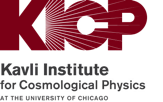 KICP
Kavli Institute
for Cosmological Physics
AT THE UNIVERSITY OF CHICAGO